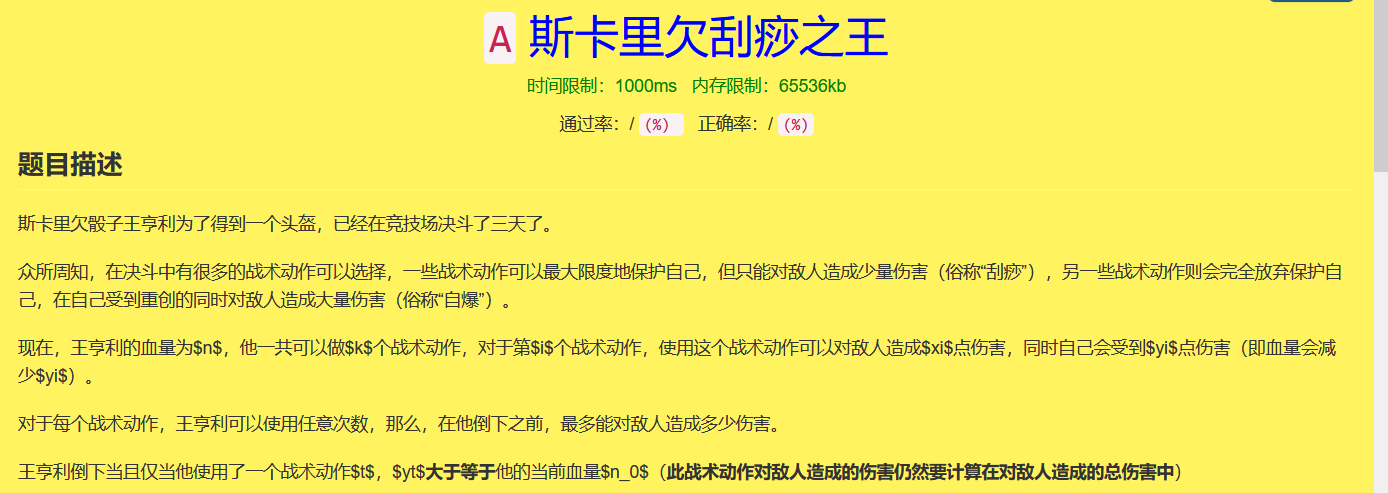 A 斯卡里欠刮痧之王
时间限制：1000ms 内存限制：65536kb
通过率：/ (%) 正确率：/ (%)
题目描述
斯卡里欠骰子王亨利为了得到一个头盔，已经在竞技场决斗了三天了。
众所周知，在决斗中有很多的战术动作可以选择，一些战术动作可以最大限度地保护自己，但只能对敌人造成少量伤害（俗称“刮痧”），另一些战术动作则会完全放弃保护自
己，在自己受到重创的同时对敌人造成大量伤害（俗称“自爆”）。
现在，王亨利的血量为$n$，他一共可以做$k$个战术动作，对于第$i$个战术动作，使用这个战术动作可以对敌人造成$xi$点伤害，同时自己会受到$yi$点伤害（即血量会减
少$yi$）。
对于每个战术动作，王亨利可以使用任意次数，那么，在他倒下之前，最多能对敌人造成多少伤害。
王亨利倒下当且仅当他使用了一个战术动作$t$，$yt$大于等于他的当前血量$n_0$（此战术动作对敌人造成的伤害仍然要计算在对敌人造成的总伤害中）